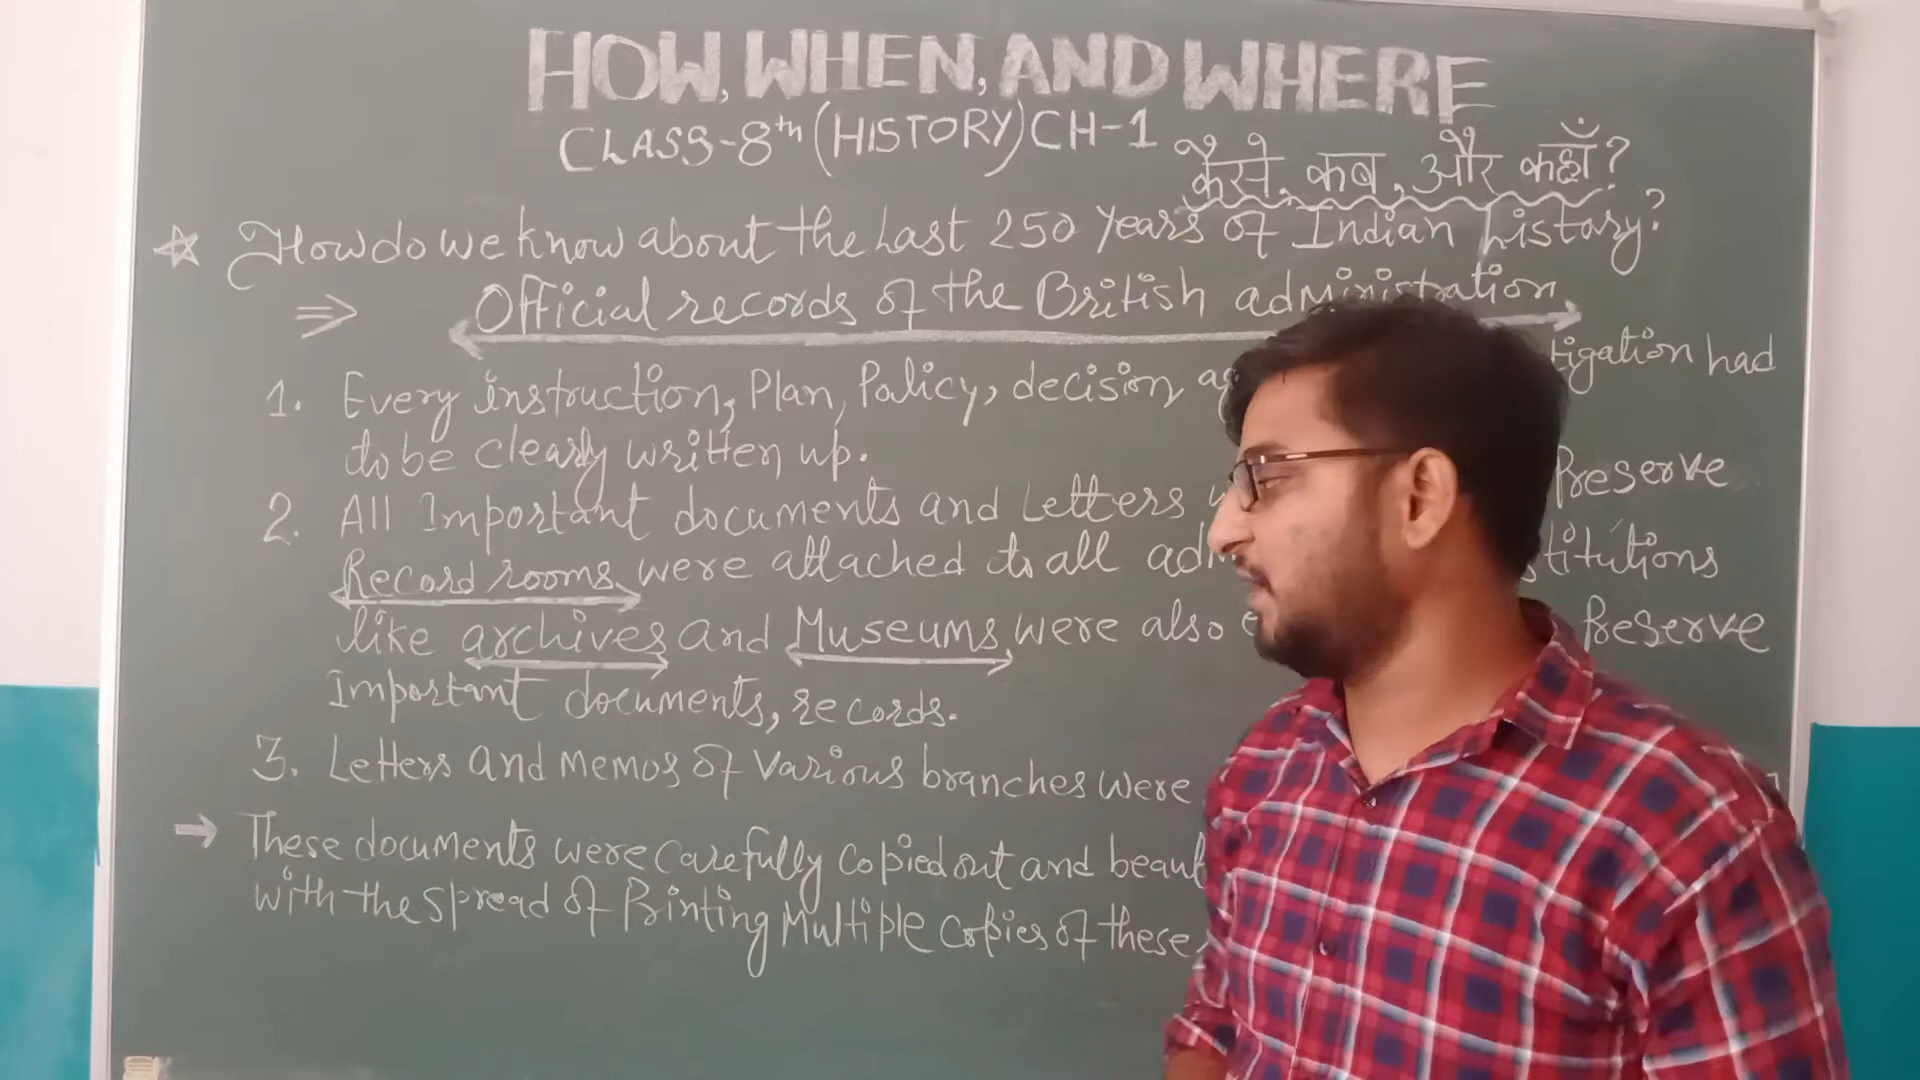 HOW, WHEN, AND WHERE
CLASS-8th (HISTORY) CH-1
कैसे, कब, और कहाँ?
How do we know about the Last 250 Years of Indian history?
⇒ Official records of the British administration
1. Every instruction, Plan, Policy, decision had
to be clearly written up.
2. All Important documents and Letters Preserve
Record rooms were attached to all
like archives and Museums, were also Preserve
Important documents, records.
3. Letters and memos of various branches were
→ These documents were carefully copied out and
with the spread of Printing Multiple copies of these